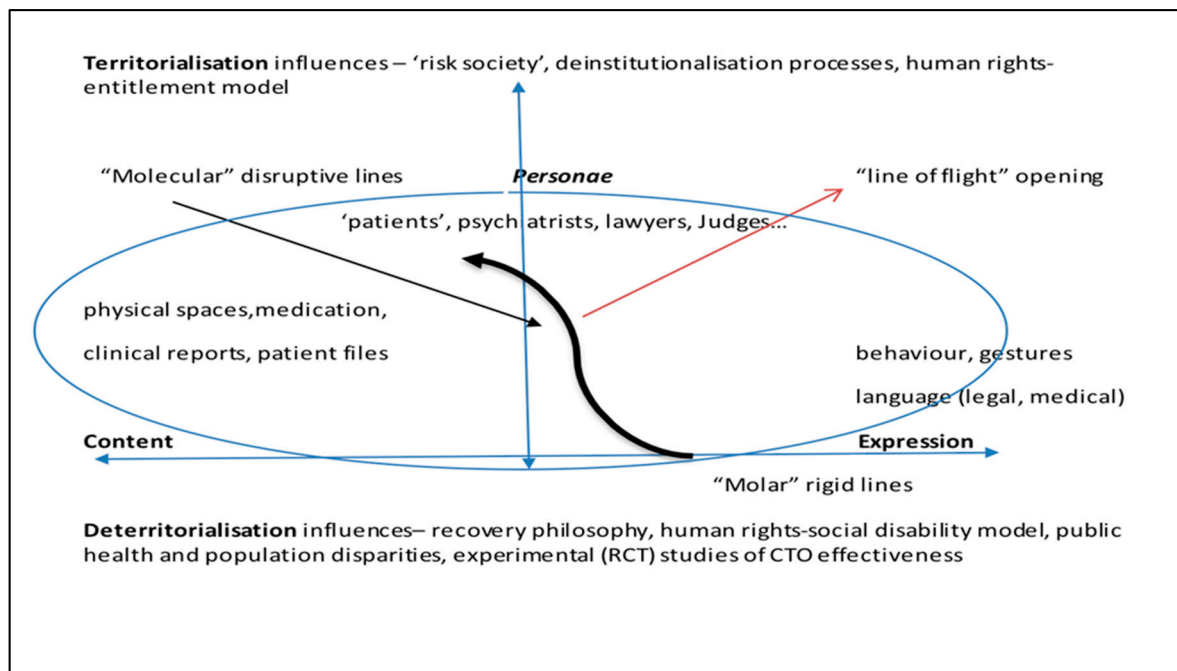 Territorialisation influences – ‘risk society’, deinstitutionalisation processes, human rights-
entitlement model
“Molecular” disruptive lines
Personae
“line of flight” opening
‘patients’, psychiatrists, lawyers, Judges...
physical spaces,medication,
clinical reports, patient files
behaviour, gestures
language (legal, medical)
Content
Expression
“Molar” rigid lines
Deterritorialisation influences– recovery philosophy, human rights-social disability model, public
health and population disparities, experimental (RCT) studies of CTO effectiveness